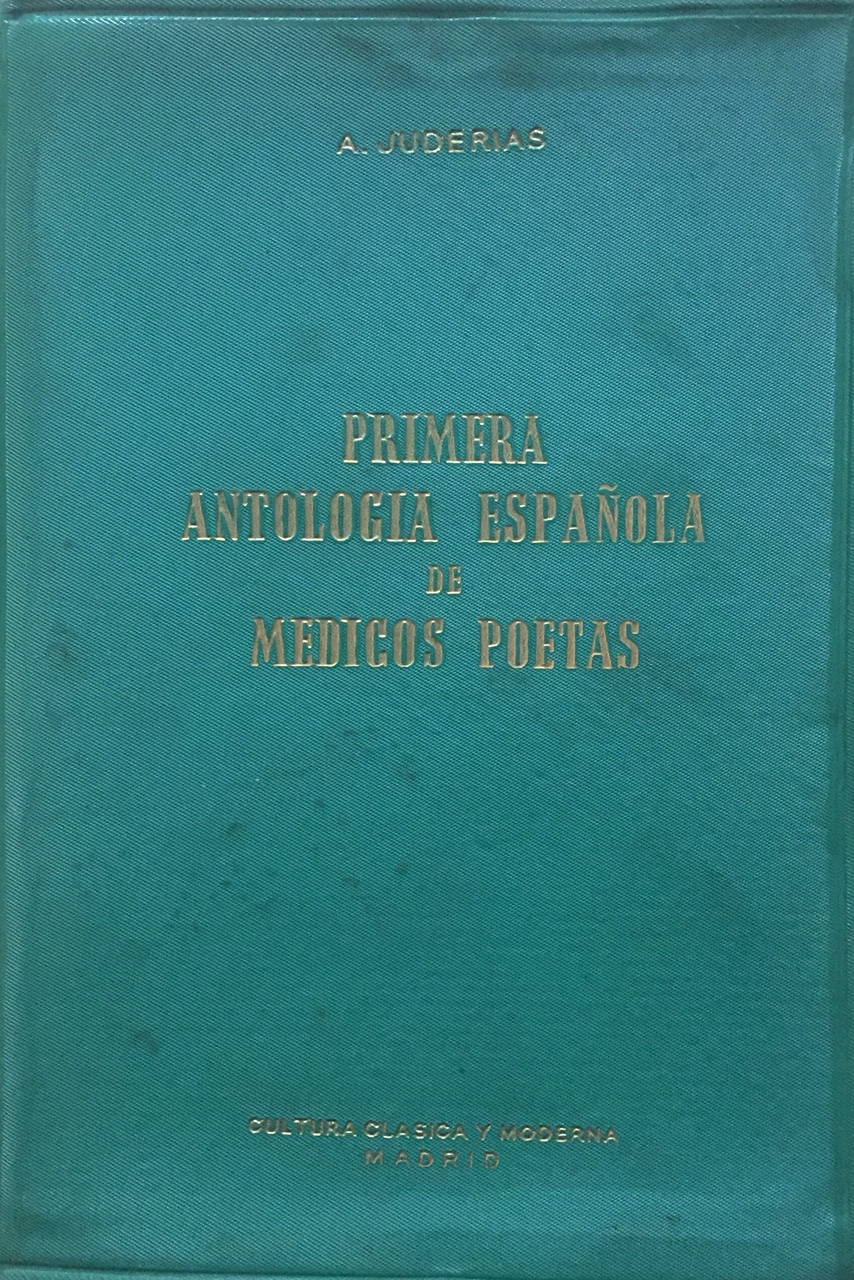 A. JUDERIAS
PRIMERA
ANTOLOGIA ESPAÑOLA
DE
MEDICOS POETAS
CULTURA CLASICA Y MODERNA
MADRID